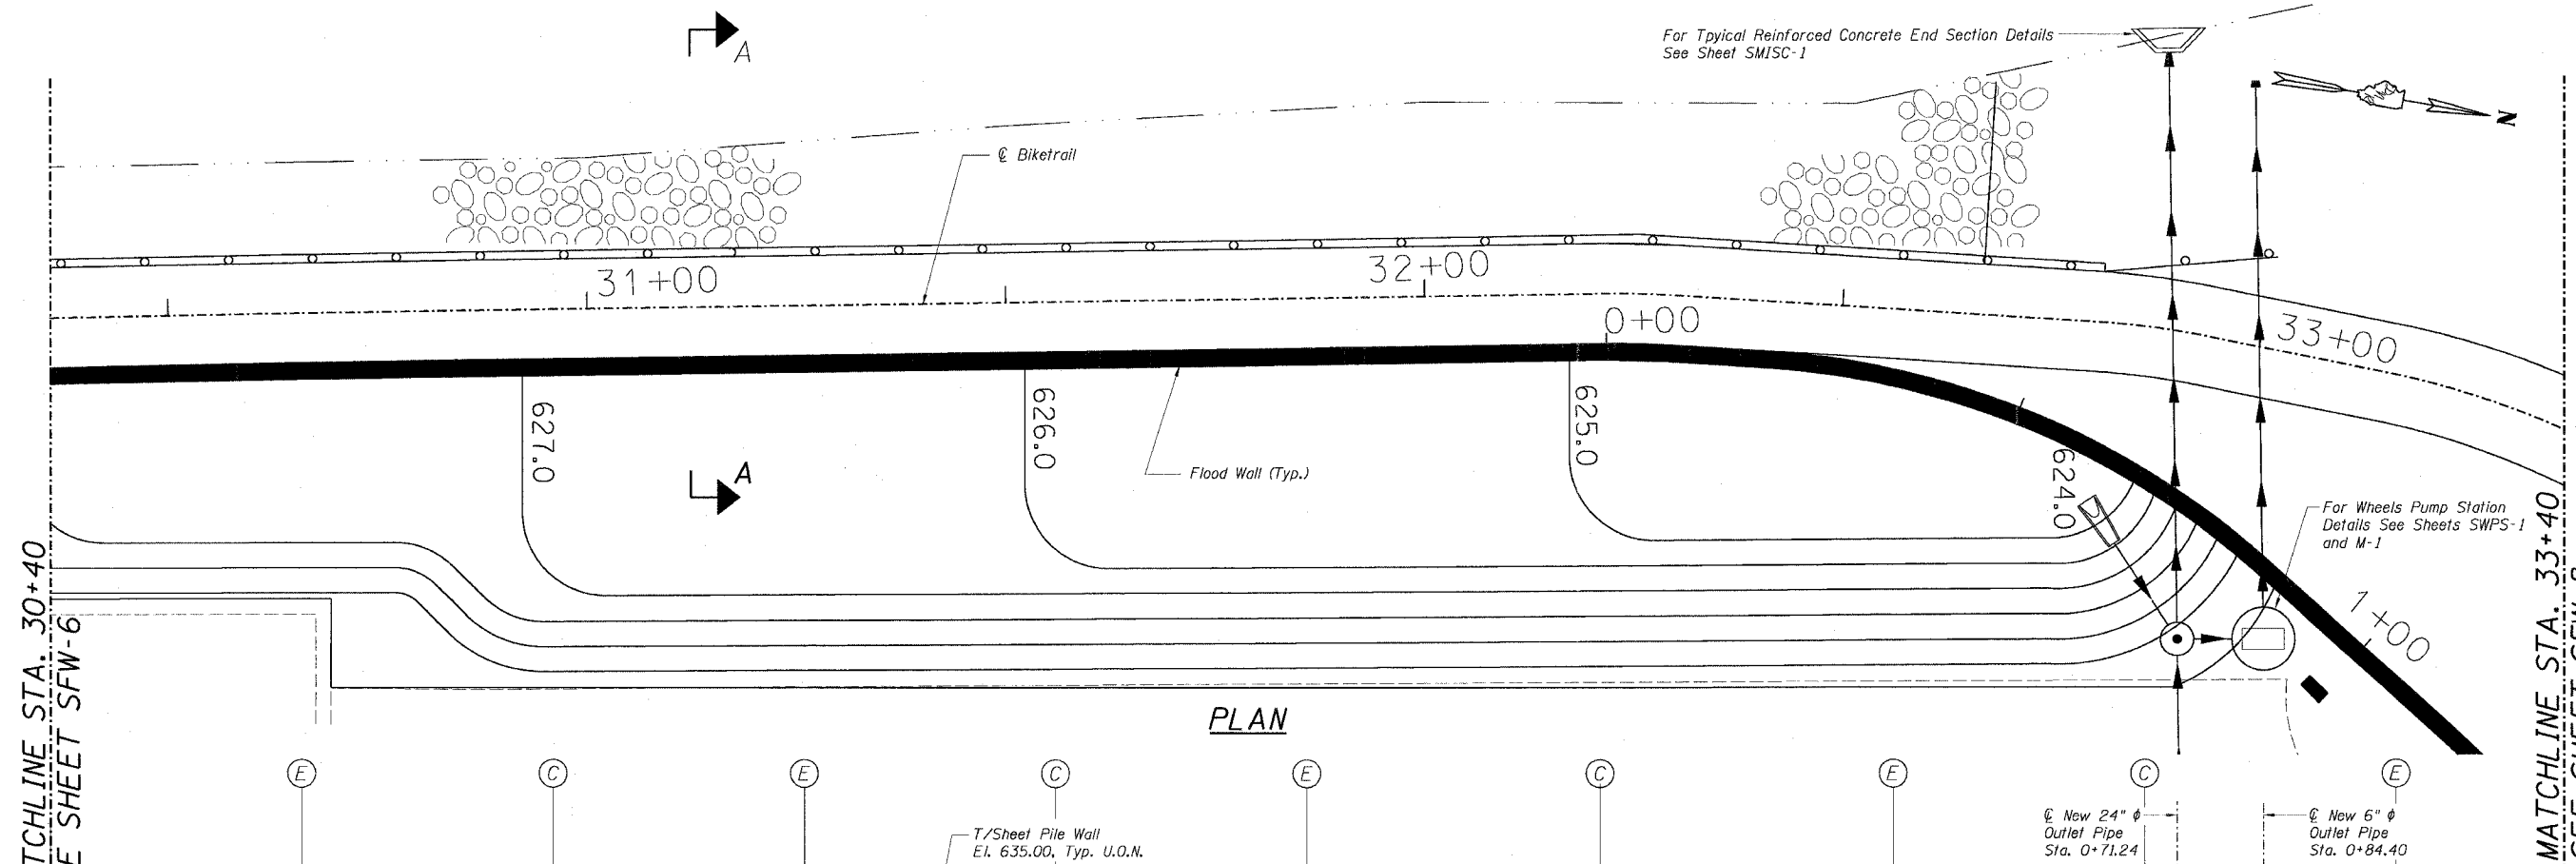 A
For Tpyical Reinforced Concrete End Section Details
See Sheet SMISC-1
N
℄ Biketrail
31+00
32+00
0+00
33+00
627.0
626.0
625.0
624.0
A
Flood Wall (Typ.)
For Wheels Pump Station
Details See Sheets SWPS-1
and M-1
1+00
TCHLINE STA. 30+40
E SHEET SFW-6
MATCHLINE STA. 33+40
PLAN
E
C
E
C
E
C
E
C
E
T/Sheet Pile Wall
El. 635.00, Typ. U.O.N.
℄ New 24" ϕ
Outlet Pipe
Sta. 0+71.24
℄ New 6" ϕ
Outlet Pipe
Sta. 0+84.40